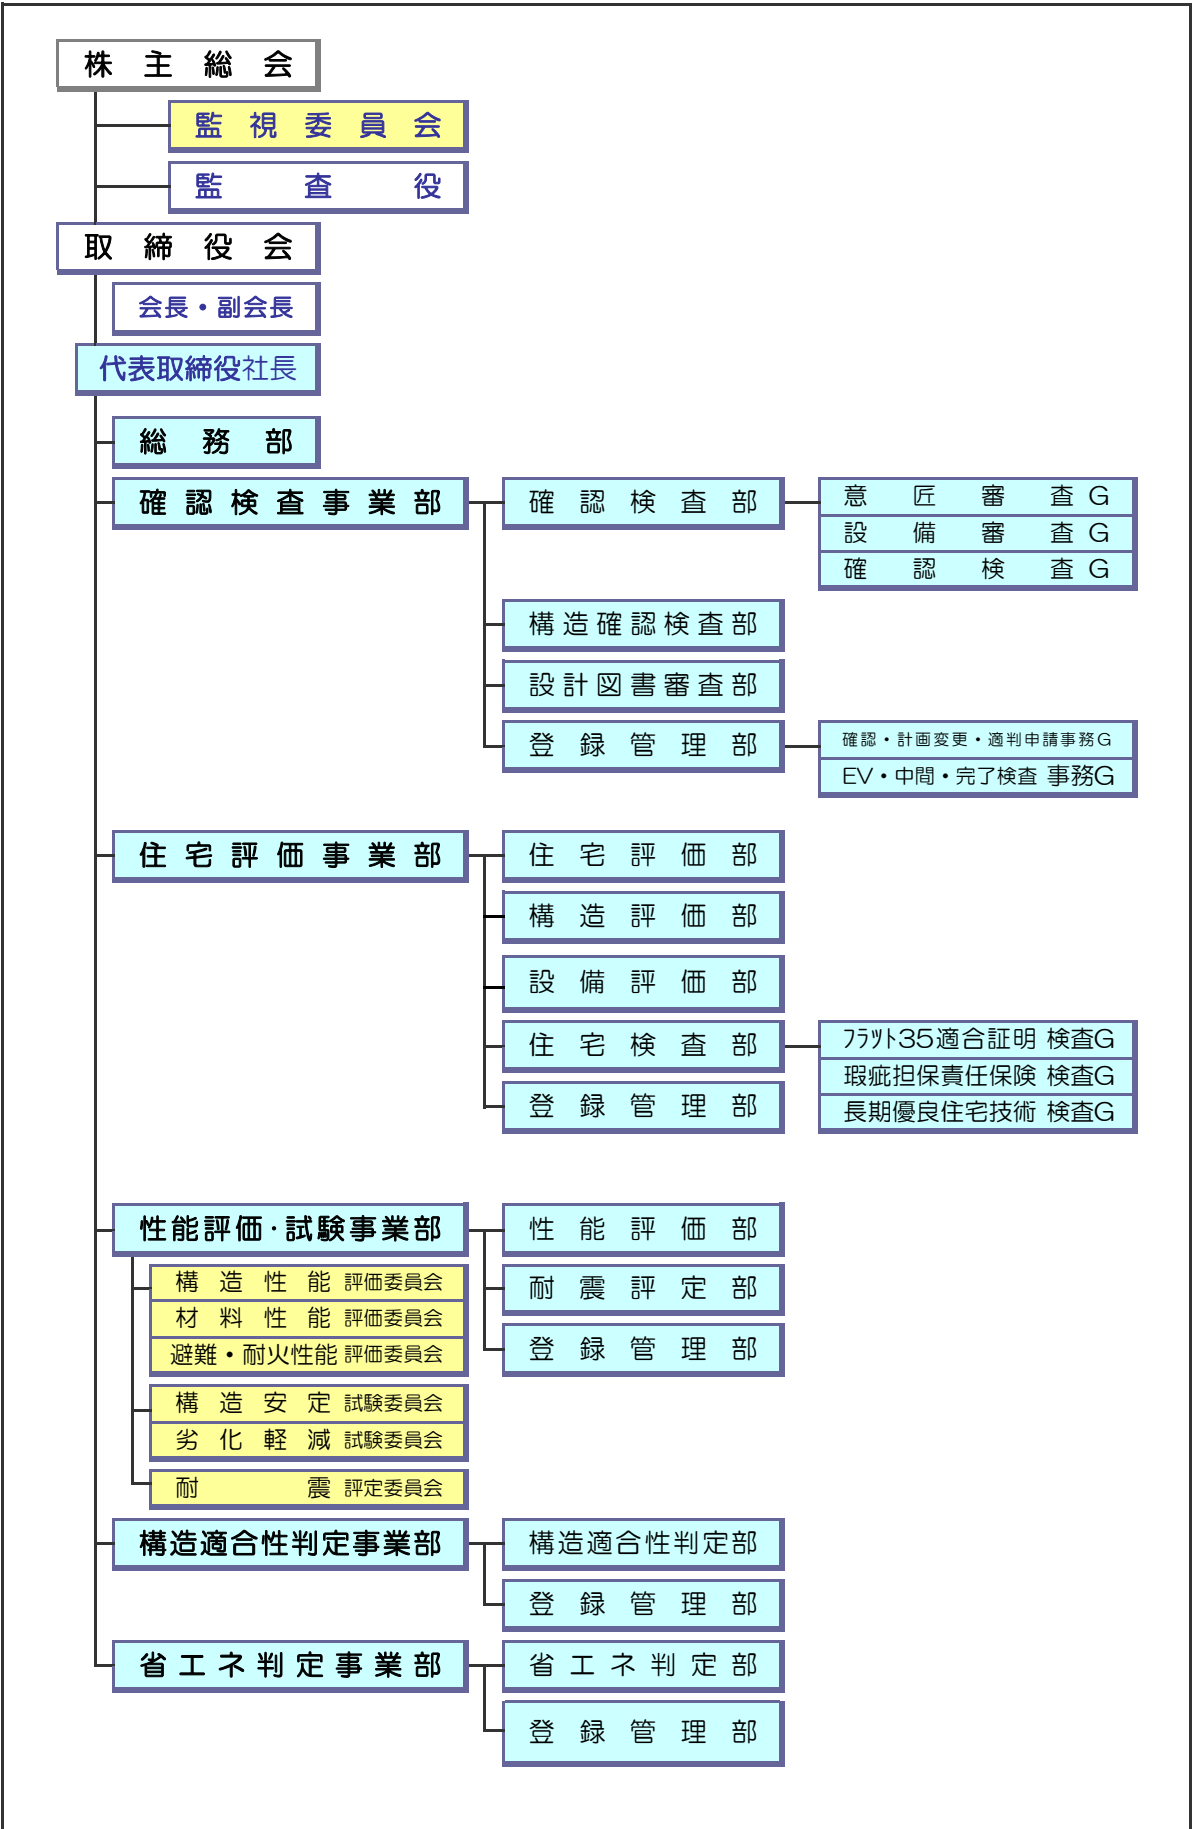 株主総会
監視委員会
監査役
取締役会
会長・副会長
代表取締役社長
総務部
確認検査事業部
確認検査部
意匠審査G
設備審査G
確認検査G
構造確認検査部
設計図書審査部
登録管理部
確認・計画変更・適判申請事務G
EV・中間・完了検査 事務G
住宅評価事業部
住宅評価部
構造評価部
設備評価部
住宅検査部
ﾌﾗｯﾄ35適合証明 検査G
瑕疵担保責任保険 検査G
長期優良住宅技術 検査G
登録管理部
性能評価･試験事業部
性能評価部
構造性能 評価委員会
材料性能 評価委員会
避難・耐火性能 評価委員会
耐震評定部
登録管理部
構造安定 試験委員会
劣化軽減 試験委員会
耐震 評定委員会
構造適合性判定事業部
構造適合性判定部
登録管理部
省エネ判定事業部
省エネ判定部
登録管理部